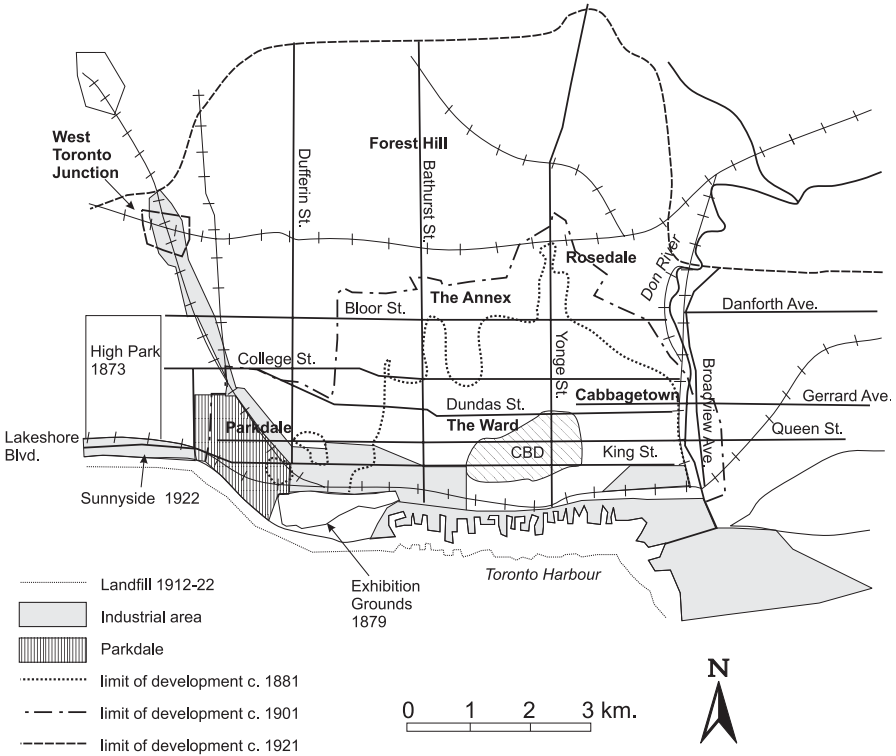 West
Toronto
Junction
Forest Hill
Dufferin St.
Bathurst St.
Rosedale
Don River
The Annex
Bloor St.
Danforth Ave.
High Park
1873
College St.
Yonge St.
Cabbagetown
Broadview Ave
Gerrard Ave.
Dundas St.
Parkdale
The Ward
Queen St.
Lakeshore
Blvd.
CBD
King St.
Sunnyside 1922
Exhibition
Grounds
1879
Toronto Harbour
Landfill 1912-22
Industrial area
Parkdale
limit of development c. 1881
limit of development c. 1901
limit of development c. 1921
0 1 2 3 km.
N